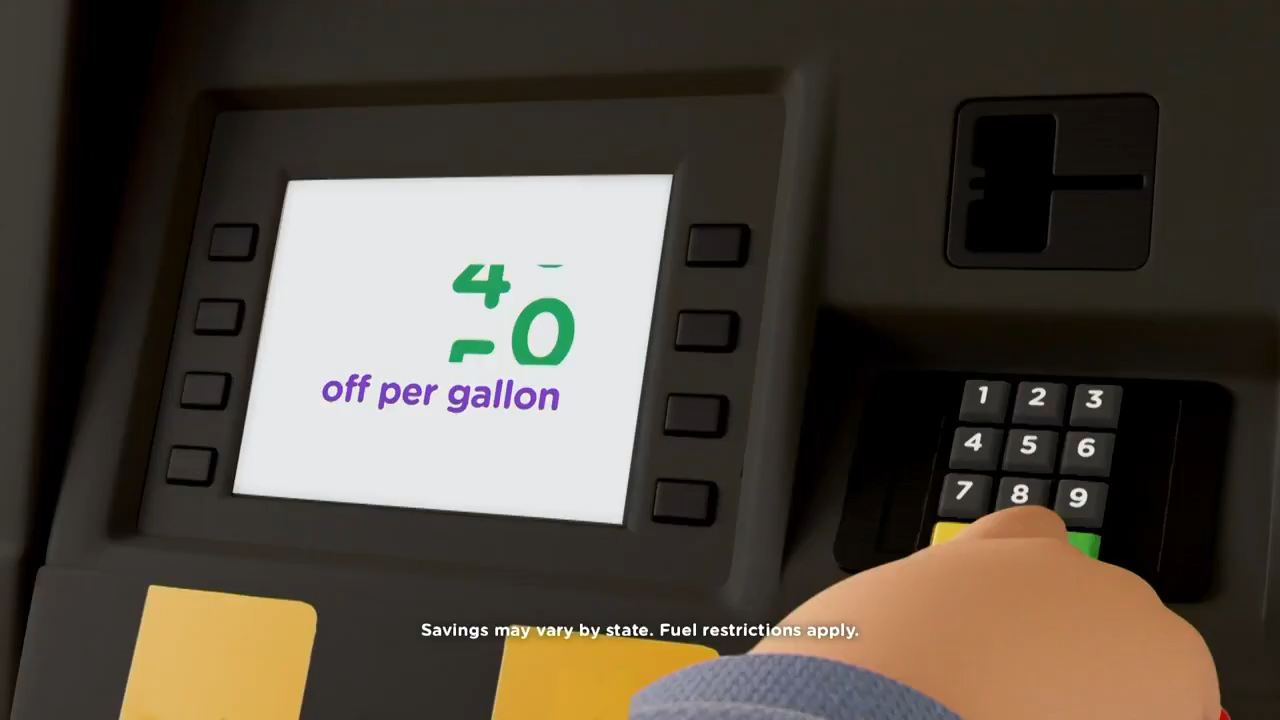 40
off per gallon
1 2 3
4 5 6
7 8 9
Savings may vary by state. Fuel restrictions apply.